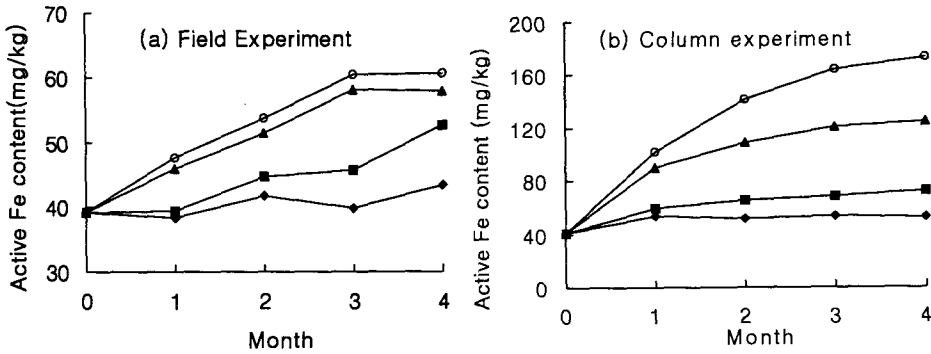 (a) Field Experiment
Active Fe content(mg/kg)
70
60
50
40
30
0 1 2 3 4
Month
(b) Column experiment
Active Fe content (mg/kg)
200
160
120
80
40
0
0 1 2 3 4
Month